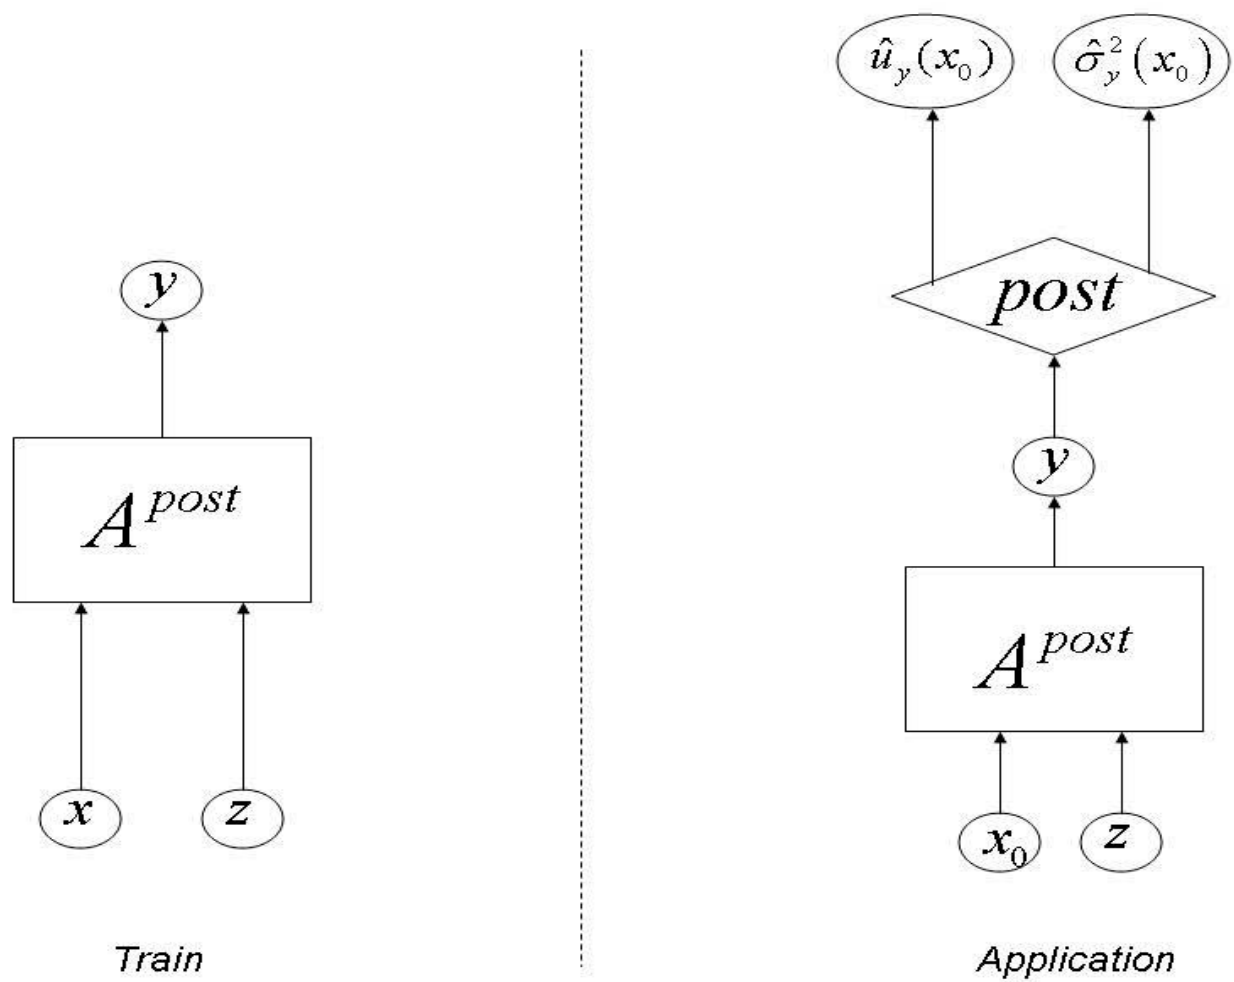 y
A^post
x z
Train
û_y(x_0) σ̂_y^2(x_0)
post
y
A^post
x_0 z
Application